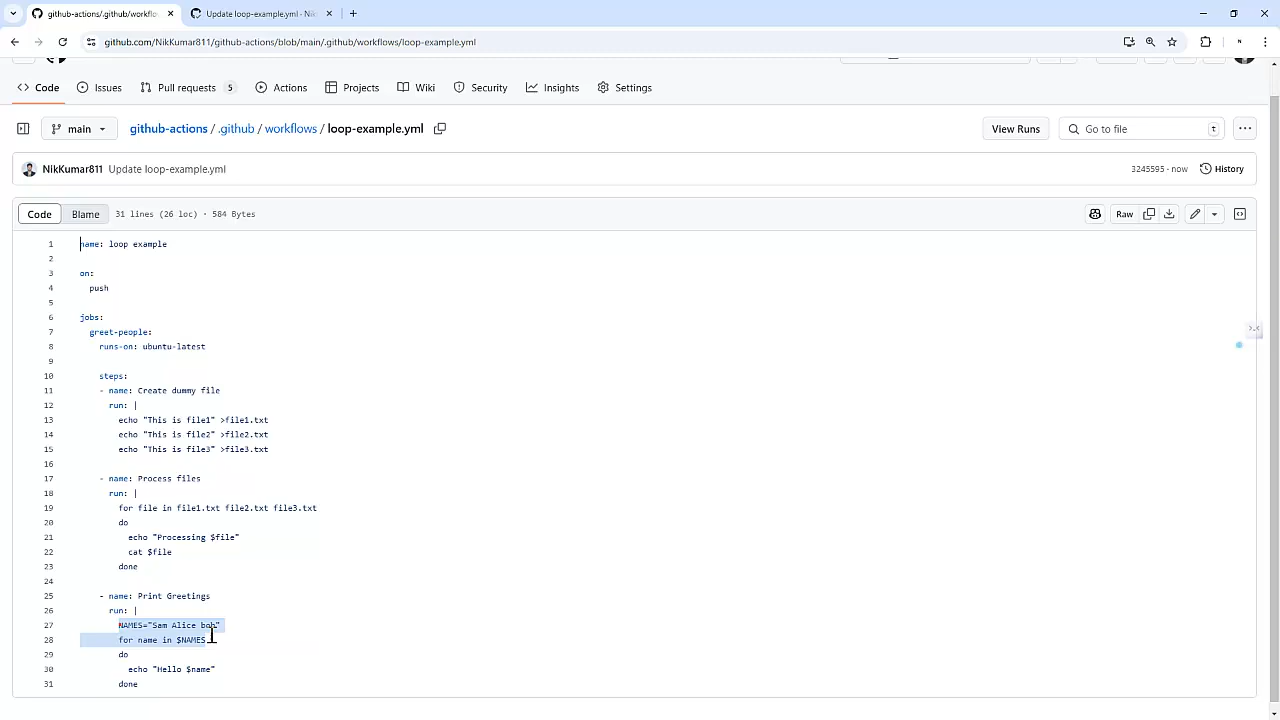 github-actions/.github/workflo
Update loop-example.yml - Nik
github.com/NikKumar811/github-actions/blob/main/.github/workflows/loop-example.yml
Code Issues Pull requests 5 Actions Projects Wiki Security Insights Settings
main github-actions / .github / workflows / loop-example.yml View Runs Go to file t
NikKumar811 Update loop-example.yml 3245595 · now History
Code Blame 31 lines (26 loc) · 584 Bytes Raw
1 name: loop example
2
3 on:
4 push
5
6 jobs:
7 greet-people:
8 runs-on: ubuntu-latest
9
10 steps:
11 - name: Create dummy file
12 run: |
13 echo "This is file1" >file1.txt
14 echo "This is file2" >file2.txt
15 echo "This is file3" >file3.txt
16
17 - name: Process files
18 run: |
19 for file in file1.txt file2.txt file3.txt
20 do
21 echo "Processing $file"
22 cat $file
23 done
24
25 - name: Print Greetings
26 run: |
27 NAMES="Sam Alice bob"
28 for name in $NAMES
29 do
30 echo "Hello $name"
31 done